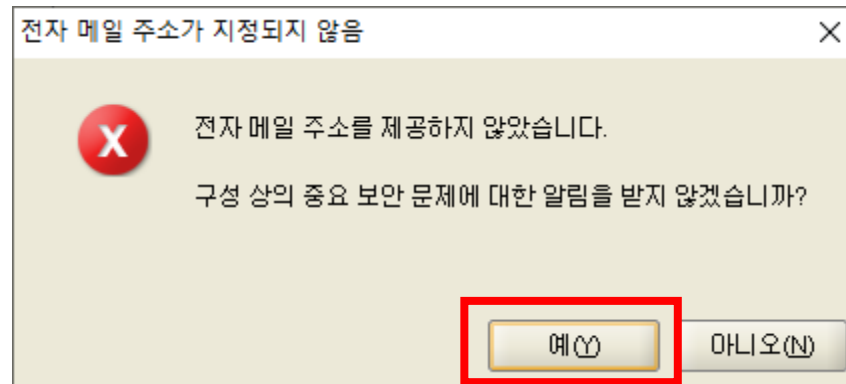 전자 메일 주소가 지정되지 않음
전자 메일 주소를 제공하지 않았습니다.
구성 상의 중요 보안 문제에 대한 알림을 받지 않겠습니까?
예(Y) 아니오(N)